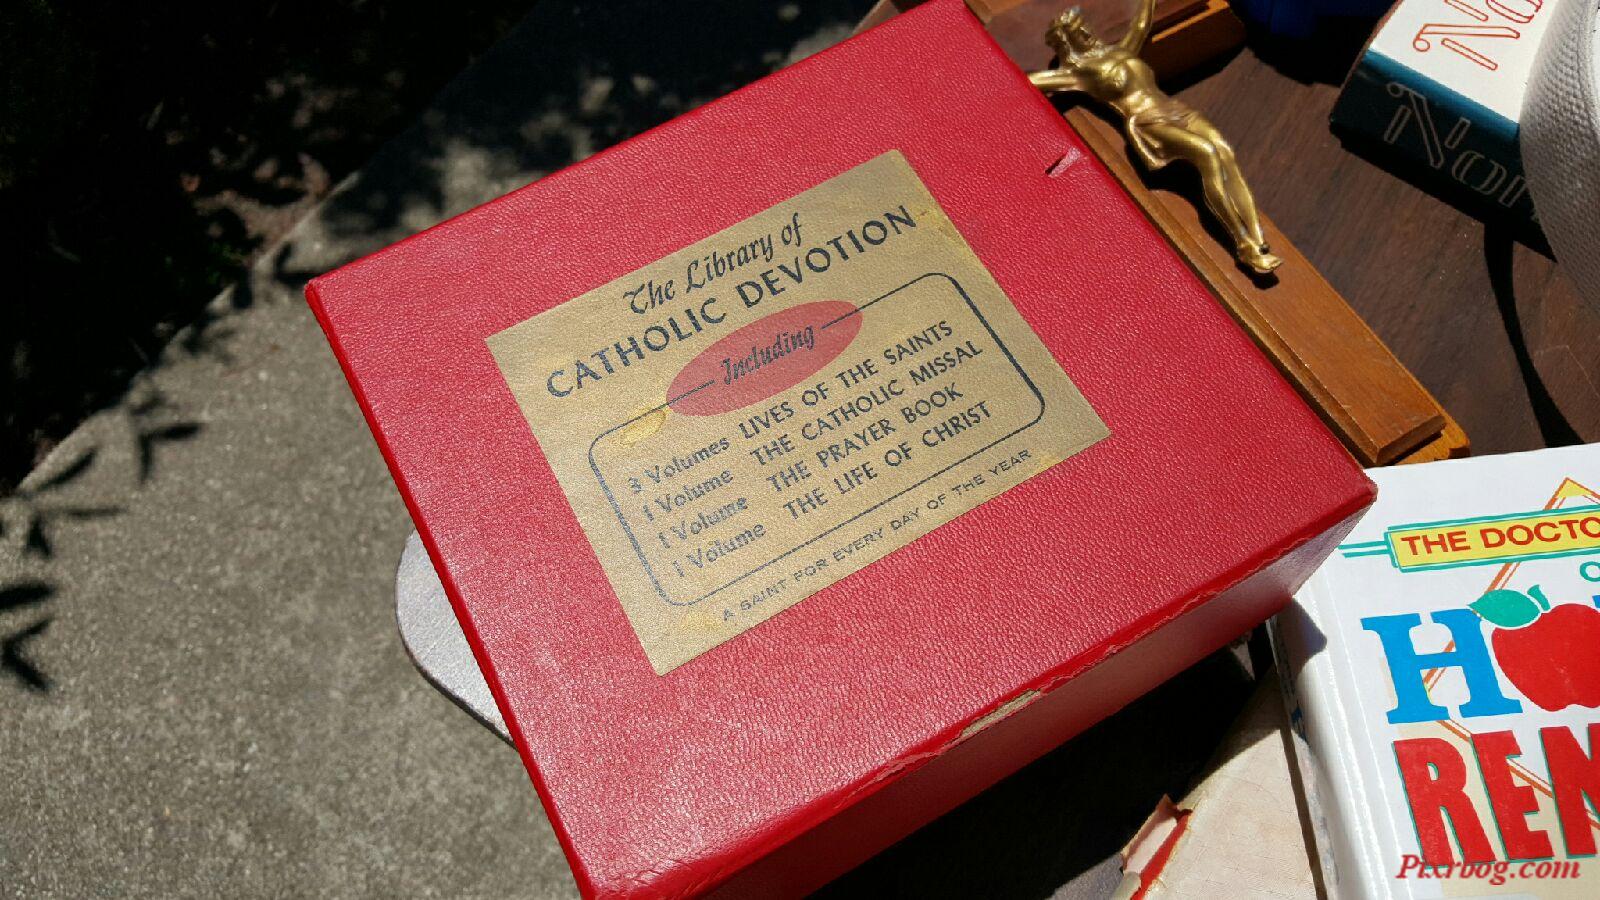 The Library of
CATHOLIC DEVOTION
Including
3 Volumes LIVES OF THE SAINTS
1 Volume THE CATHOLIC MISSAL
1 Volume THE PRAYER BOOK
1 Volume THE LIFE OF CHRIST
A SAINT FOR EVERY DAY OF THE YEAR
THE DOCTO
REM
Pixroog.com